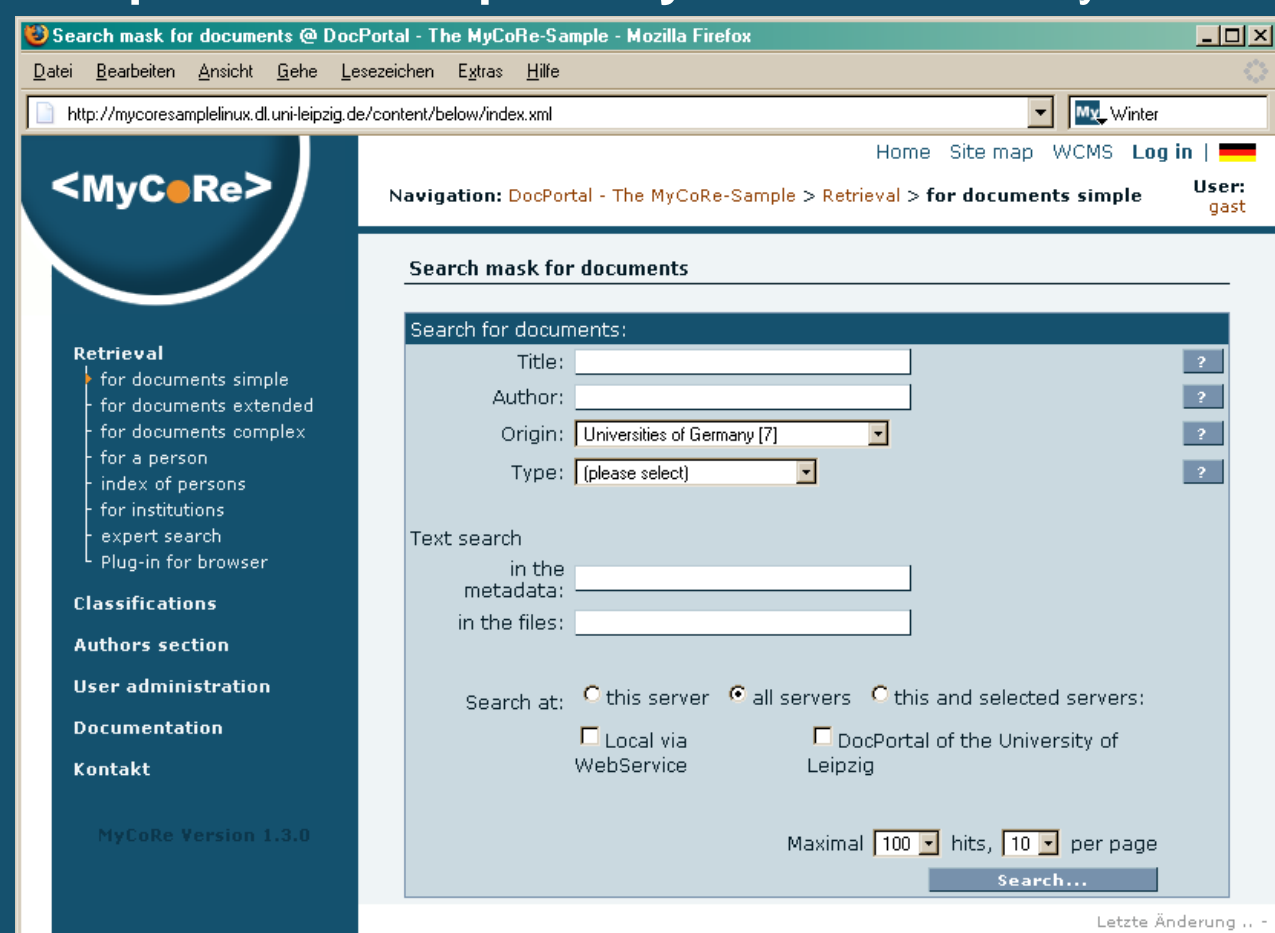 Search mask for documents @ DocPortal - The MyCoRe-Sample - Mozilla Firefox
Datei Bearbeiten Ansicht Gehe Lesezeichen Extras Hilfe
http://mycoresamplelinux.dl.uni-leipzig.de/content/below/index.xml
My Winter
Home Site map WCMS Log in |
<MyCoRe>
Navigation: DocPortal - The MyCoRe-Sample > Retrieval > for documents simple
User:
gast
Search mask for documents
Retrieval
for documents simple
for documents extended
for documents complex
for a person
index of persons
for institutions
expert search
Plug-in for browser
Classifications
Authors section
User administration
Documentation
Kontakt
MyCoRe Version 1.3.0
Search for documents:
Title: ?
Author: ?
Origin: Universities of Germany [7] ?
Type: (please select) ?
Text search
in the
metadata:
in the files:
Search at: this server all servers this and selected servers:
Local via
WebService
DocPortal of the University of
Leipzig
Maximal 100 hits, 10 per page
Search...
Letzte Änderung .. -